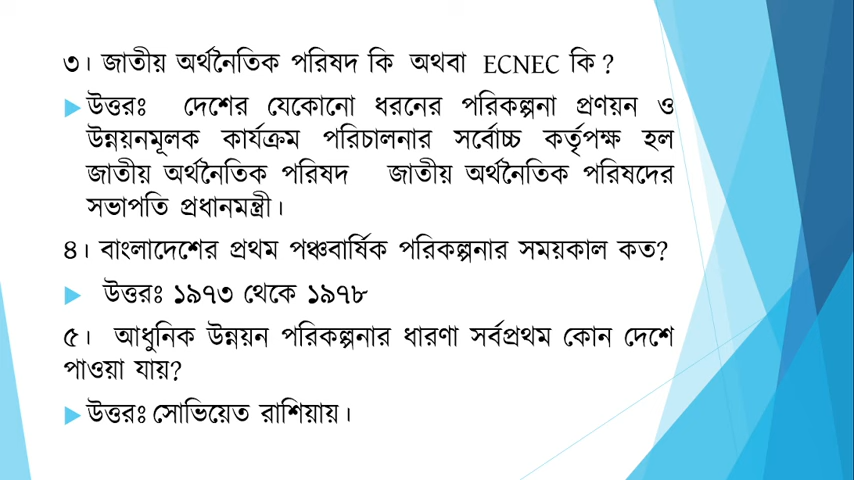 ৩। জাতীয় অর্থনৈতিক পরিষদ কি অথবা ECNEC কি ?
উত্তরঃ দেশের যেকোনো ধরনের পরিকল্পনা প্রণয়ন ও
উন্নয়নমূলক কার্যক্রম পরিচালনার সর্বোচ্চ কর্তৃপক্ষ হল
জাতীয় অর্থনৈতিক পরিষদ জাতীয় অর্থনৈতিক পরিষদের
সভাপতি প্রধানমন্ত্রী।
৪। বাংলাদেশের প্রথম পঞ্চবার্ষিক পরিকল্পনার সময়কাল কত?
উত্তরঃ ১৯৭৩ থেকে ১৯৭৮
৫। আধুনিক উন্নয়ন পরিকল্পনার ধারণা সর্বপ্রথম কোন দেশে
পাওয়া যায়?
উত্তরঃ সোভিয়েত রাশিয়ায়।